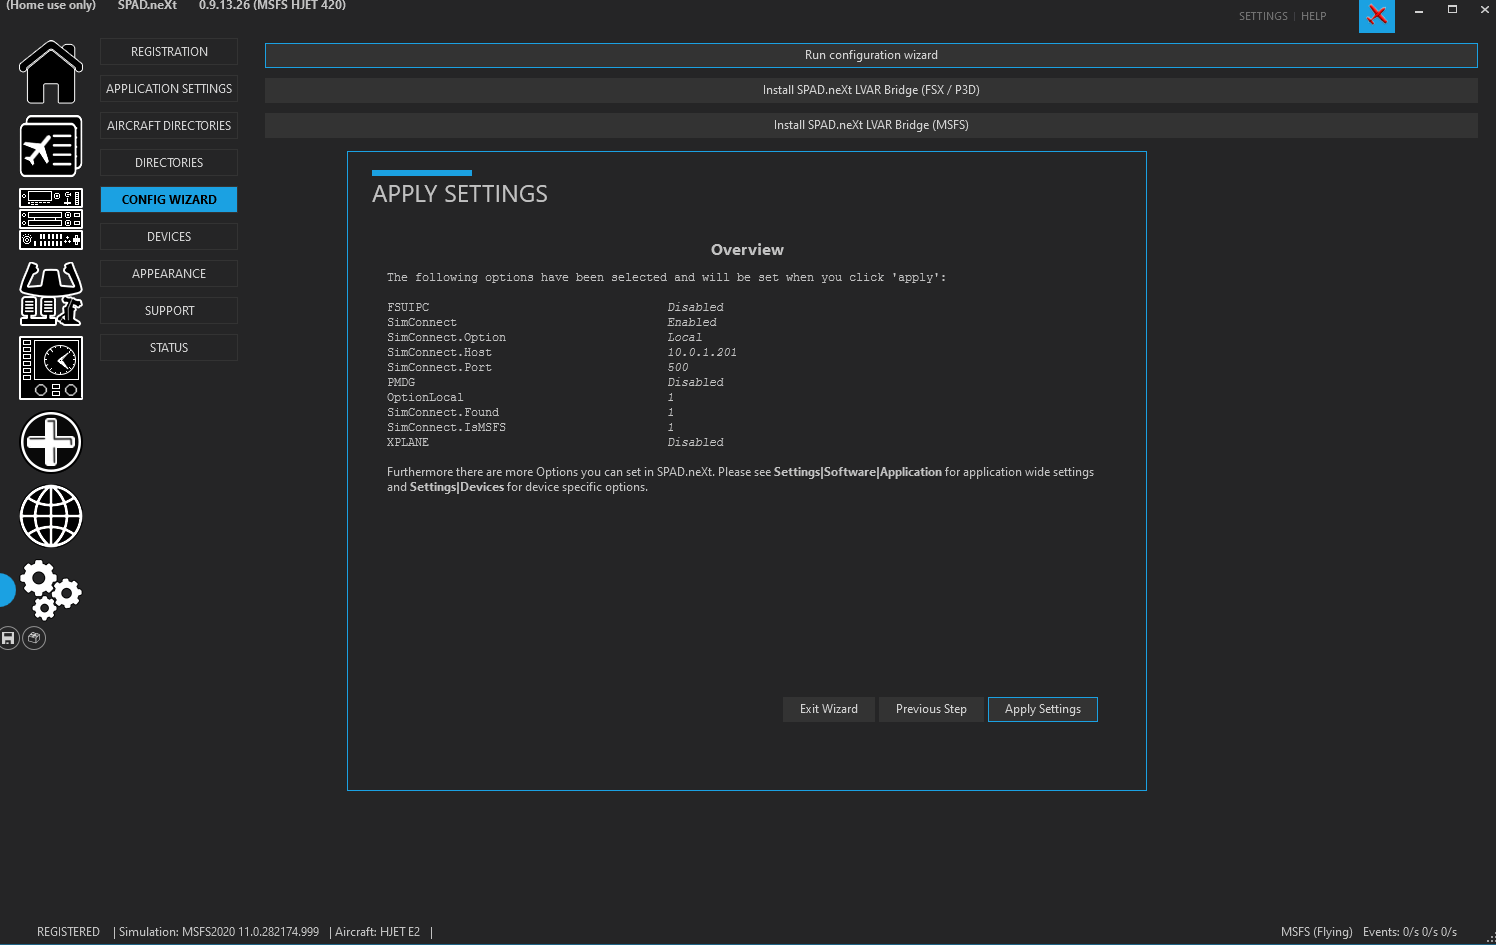 (Home use only) SPAD.neXt 0.9.13.26 (MSFS HJET 420)
SETTINGS | HELP
REGISTRATION
APPLICATION SETTINGS
AIRCRAFT DIRECTORIES
DIRECTORIES
CONFIG WIZARD
DEVICES
APPEARANCE
SUPPORT
STATUS
Run configuration wizard
Install SPAD.neXt LVAR Bridge (FSX / P3D)
Install SPAD.neXt LVAR Bridge (MSFS)
APPLY SETTINGS
Overview
The following options have been selected and will be set when you click 'apply':
FSUIPC Disabled
SimConnect Enabled
SimConnect.Option Local
SimConnect.Host 10.0.1.201
SimConnect.Port 500
PMDG Disabled
OptionLocal 1
SimConnect.Found 1
SimConnect.IsMSFS 1
XPLANE Disabled
Furthermore there are more Options you can set in SPAD.neXt. Please see Settings|Software|Application for application wide settings
and Settings|Devices for device specific options.
Exit Wizard Previous Step Apply Settings
REGISTERED | Simulation: MSFS2020 11.0.282174.999 | Aircraft: HJET E2 | MSFS (Flying) Events: 0/s 0/s 0/s